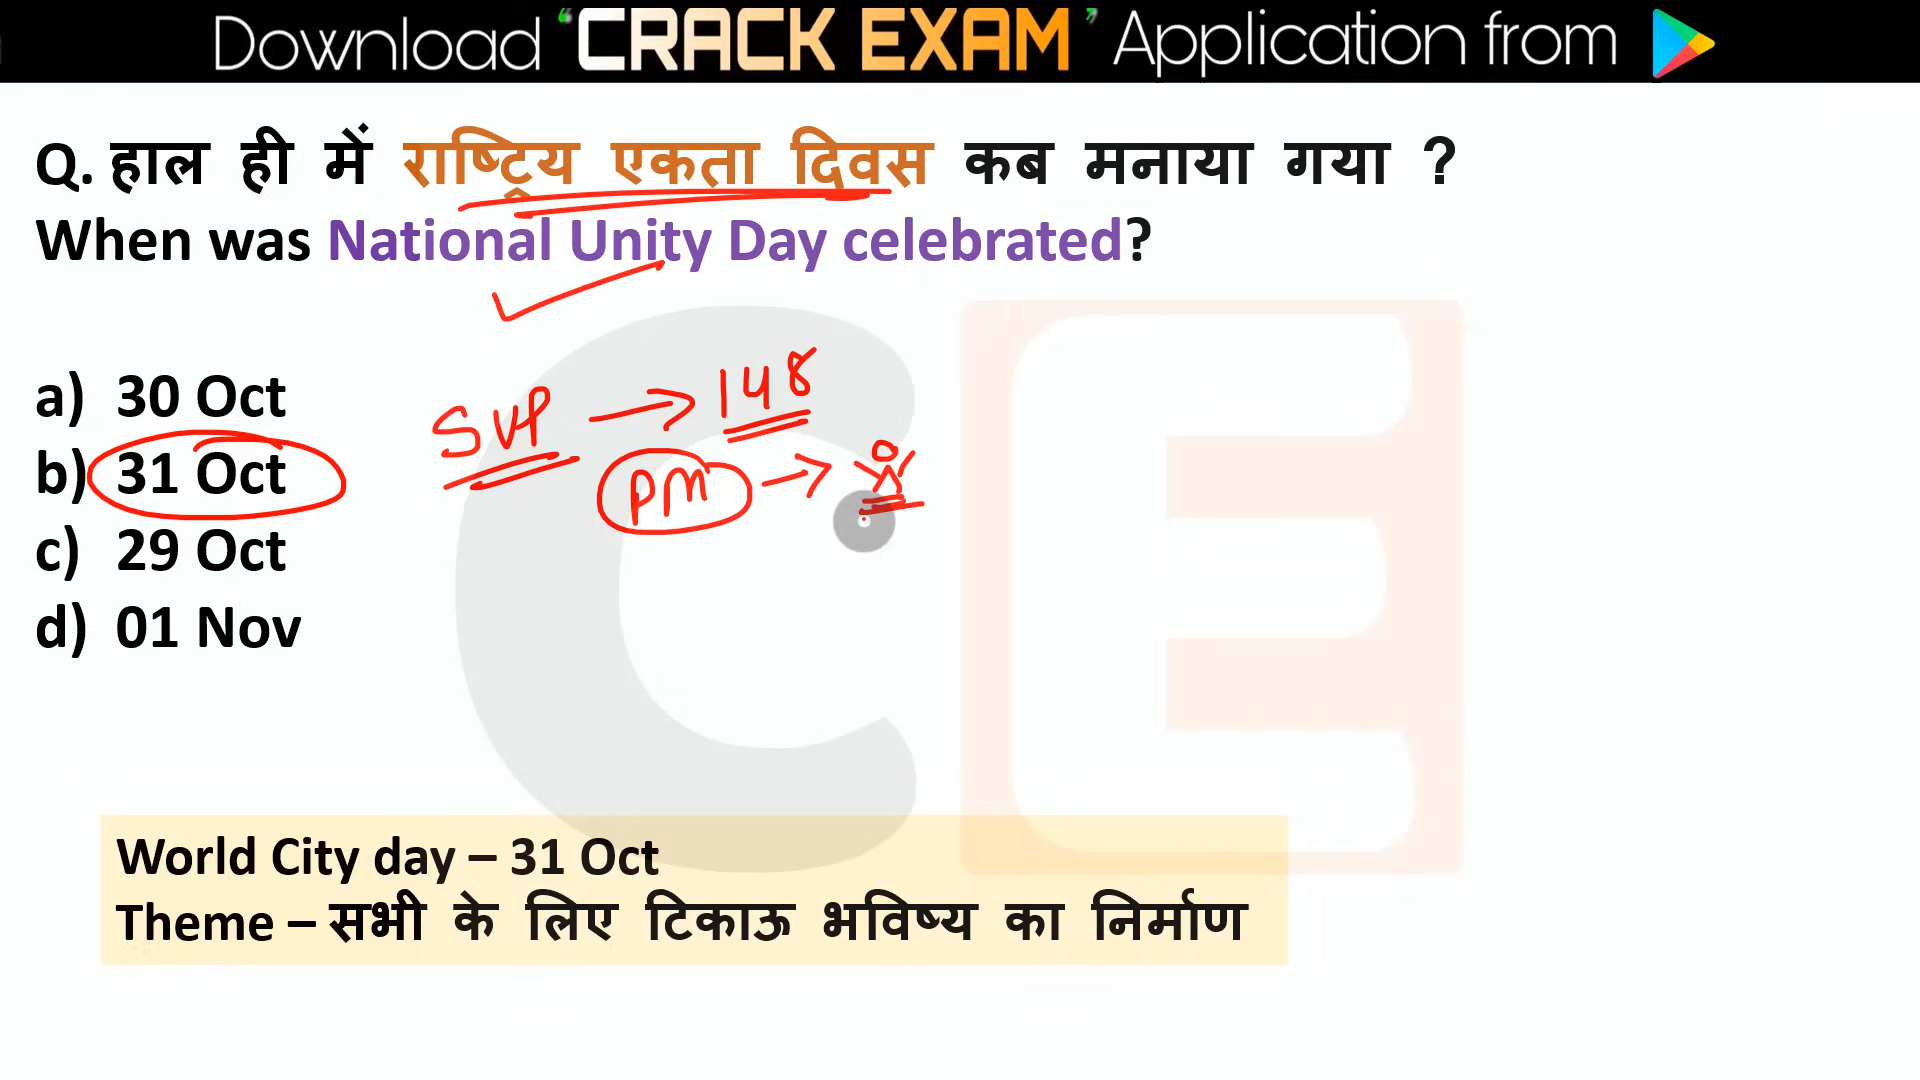 Download “CRACK EXAM” Application from
Q. हाल ही में राष्ट्रिय एकता दिवस कब मनाया गया ?
When was National Unity Day celebrated?
a) 30 Oct
b) 31 Oct
c) 29 Oct
d) 01 Nov
SVP → 148
PM →
World City day – 31 Oct
Theme – सभी के लिए टिकाऊ भविष्य का निर्माण
CE